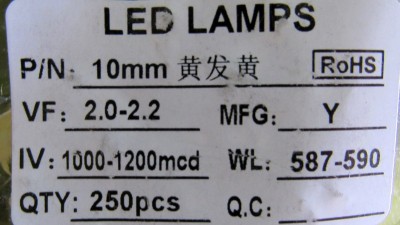 LED LAMPS
P/N: 10mm 黄发黄 RoHS
VF: 2.0-2.2 MFG: Y
IV: 1000-1200mcd WL: 587-590
QTY: 250pcs Q.C: